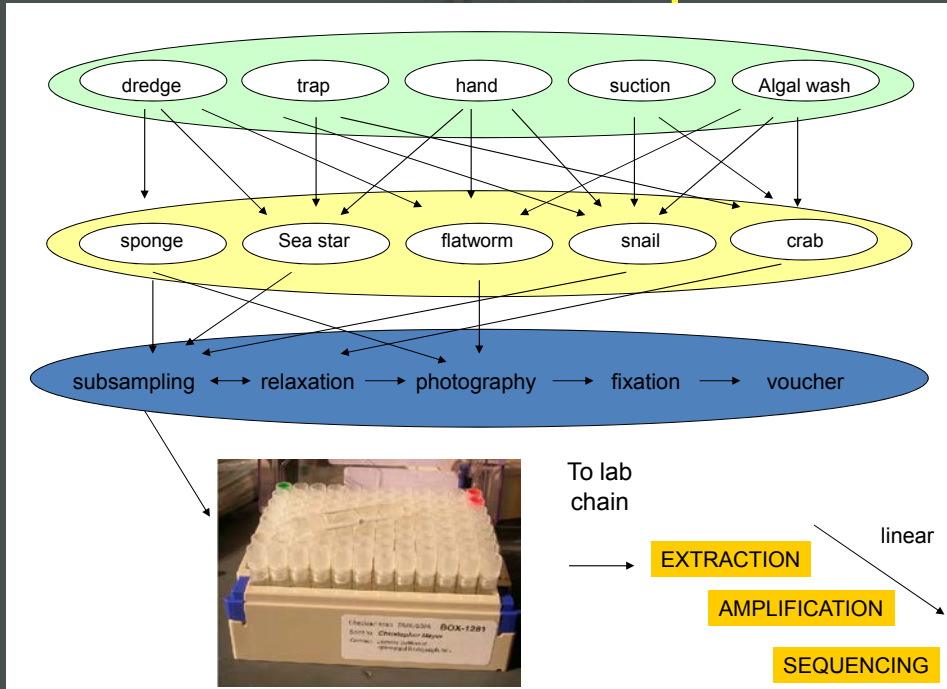 dredge trap hand suction Algal wash
sponge Sea star flatworm snail crab
subsampling relaxation photography fixation voucher
To lab
chain
linear
EXTRACTION
AMPLIFICATION
SEQUENCING
BOX-1281
Christopher Meyer